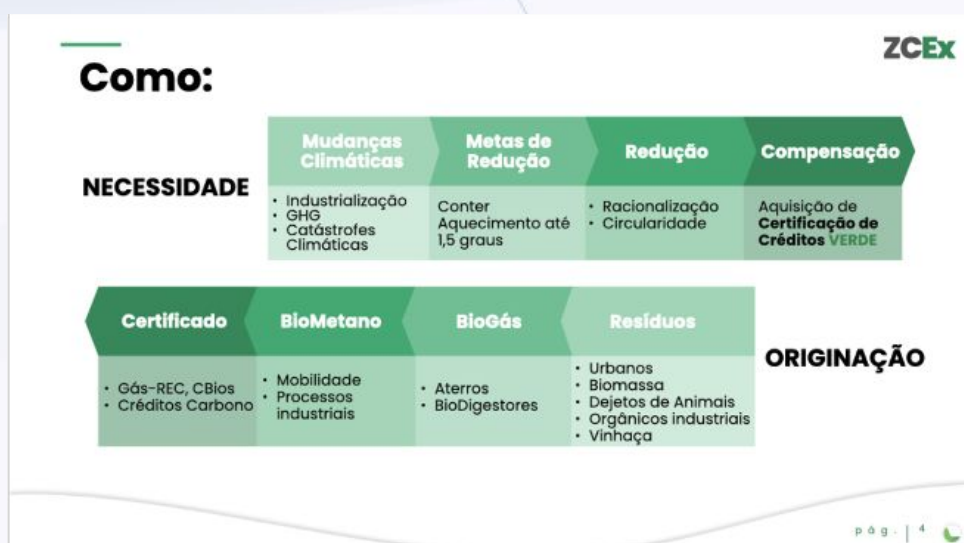 ZCEx
Como:
NECESSIDADE
Mudanças
Climáticas
• Industrialização
• GHG
• Catástrofes
Climáticas
Metas de
Redução
Conter
Aquecimento até
1,5 graus
Redução
• Racionalização
• Circularidade
Compensação
Aquisição de
Certificação de
Créditos VERDE
Certificado
• Gás-REC, CBios
• Créditos Carbono
BioMetano
• Mobilidade
• Processos
industriais
BioGás
• Aterros
• BioDigestores
Resíduos
• Urbanos
• Biomassa
• Dejetos de Animais
• Orgânicos industriais
• Vinhaça
ORIGINAÇÃO
pág. | 4